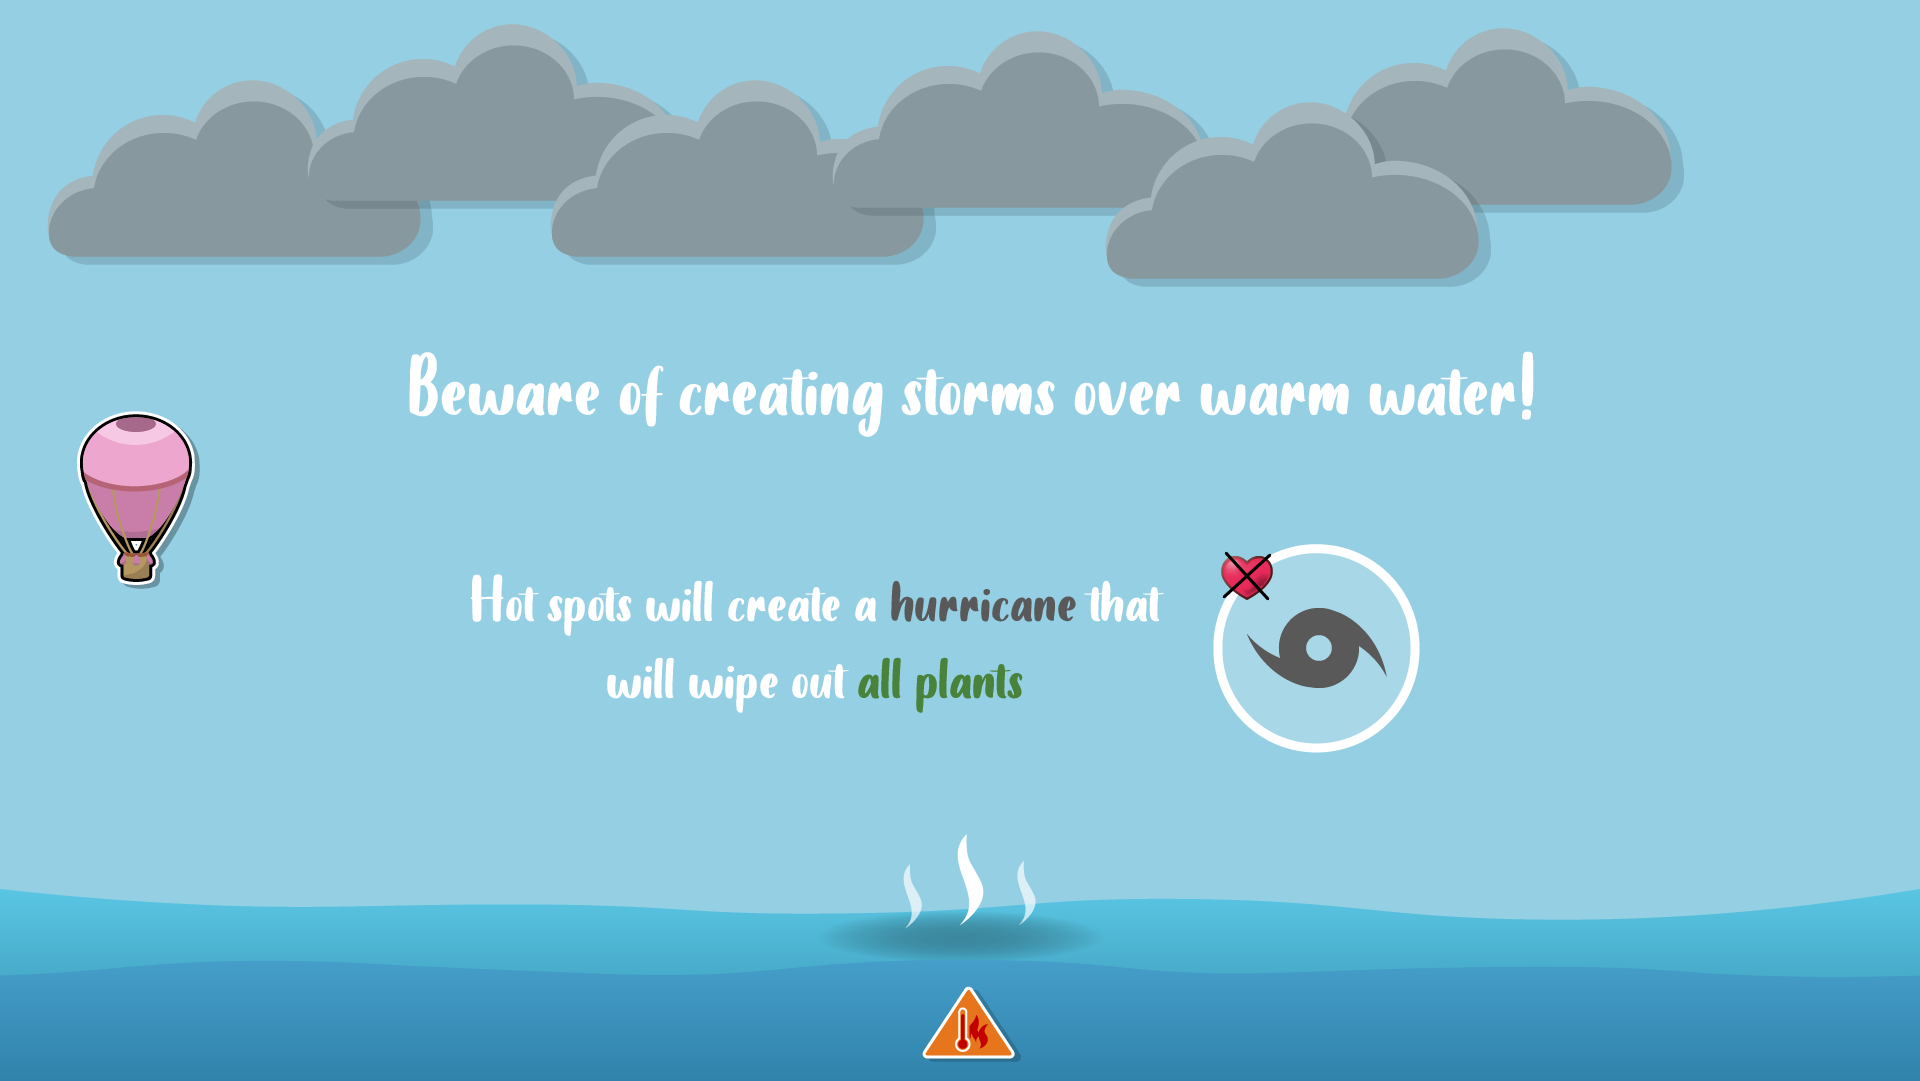 Beware of creating storms over warm water!
Hot spots will create a hurricane that
will wipe out all plants